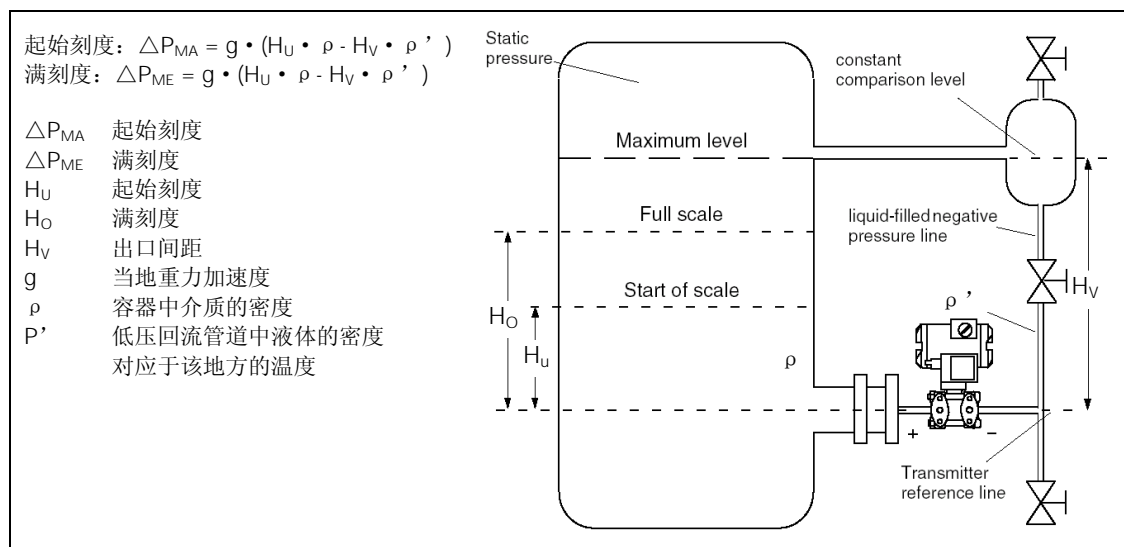 起始刻度：△PMA = g•(HU• ρ - HV• ρ ’)
满刻度：△PME = g•(HU• ρ - HV• ρ ’)
△PMA 起始刻度
△PME 满刻度
HU 起始刻度
HO 满刻度
HV 出口间距
g 当地重力加速度
ρ 容器中介质的密度
P’ 低压回流管道中液体的密度
对应于该地方的温度
Static
pressure
constant
comparison level
Maximum level
Full scale
liquid-filled negative
pressure line
Start of scale
HV
ρ ’
HO
Hu
ρ
+
−
Transmitter
reference line